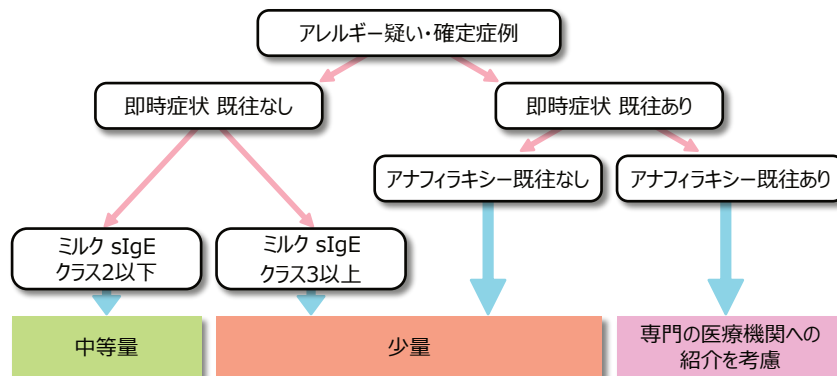 アレルギー疑い・確定症例
即時症状 既往なし
即時症状 既往あり
アナフィラキシー既往なし
アナフィラキシー既往あり
ミルク sIgE
クラス2以下
ミルク sIgE
クラス3以上
中等量
少量
専門の医療機関への
紹介を考慮